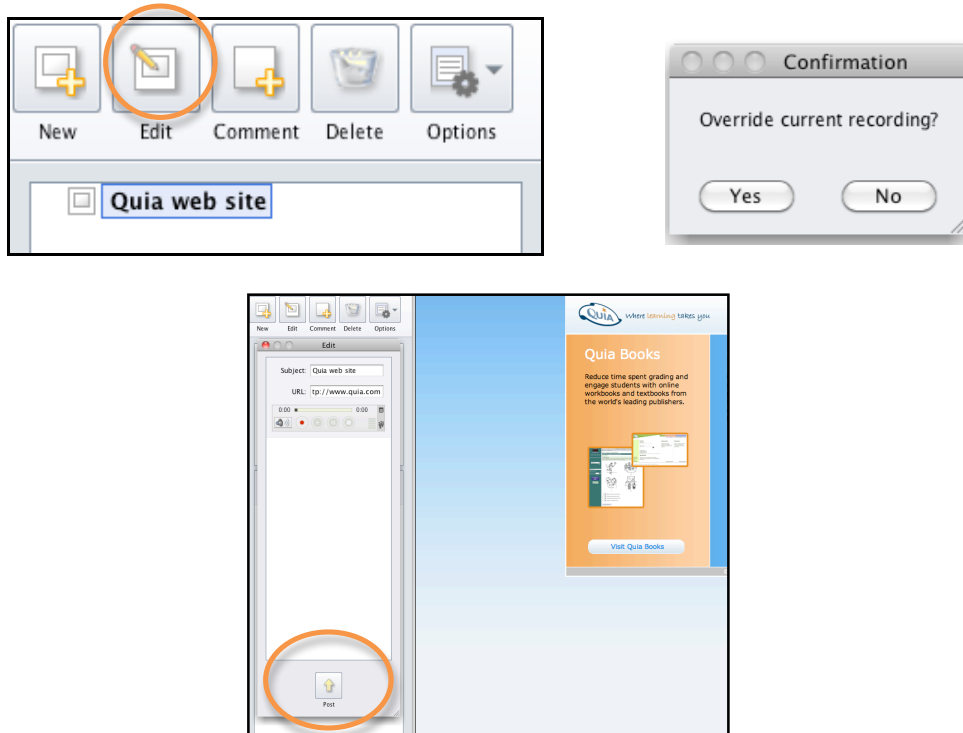 New Edit Comment Delete Options
Quia web site
Confirmation
Override current recording?
Yes No
New Edit Comment Delete Options
Edit
Subject: Quia web site
URL: tp://www.quia.com
0:00 0:00
Post
QUIA Where learning takes you
Quia Books
Reduce time spent grading and
engage students with online
workbooks and textbooks from
the world's leading publishers.
Visit Quia Books